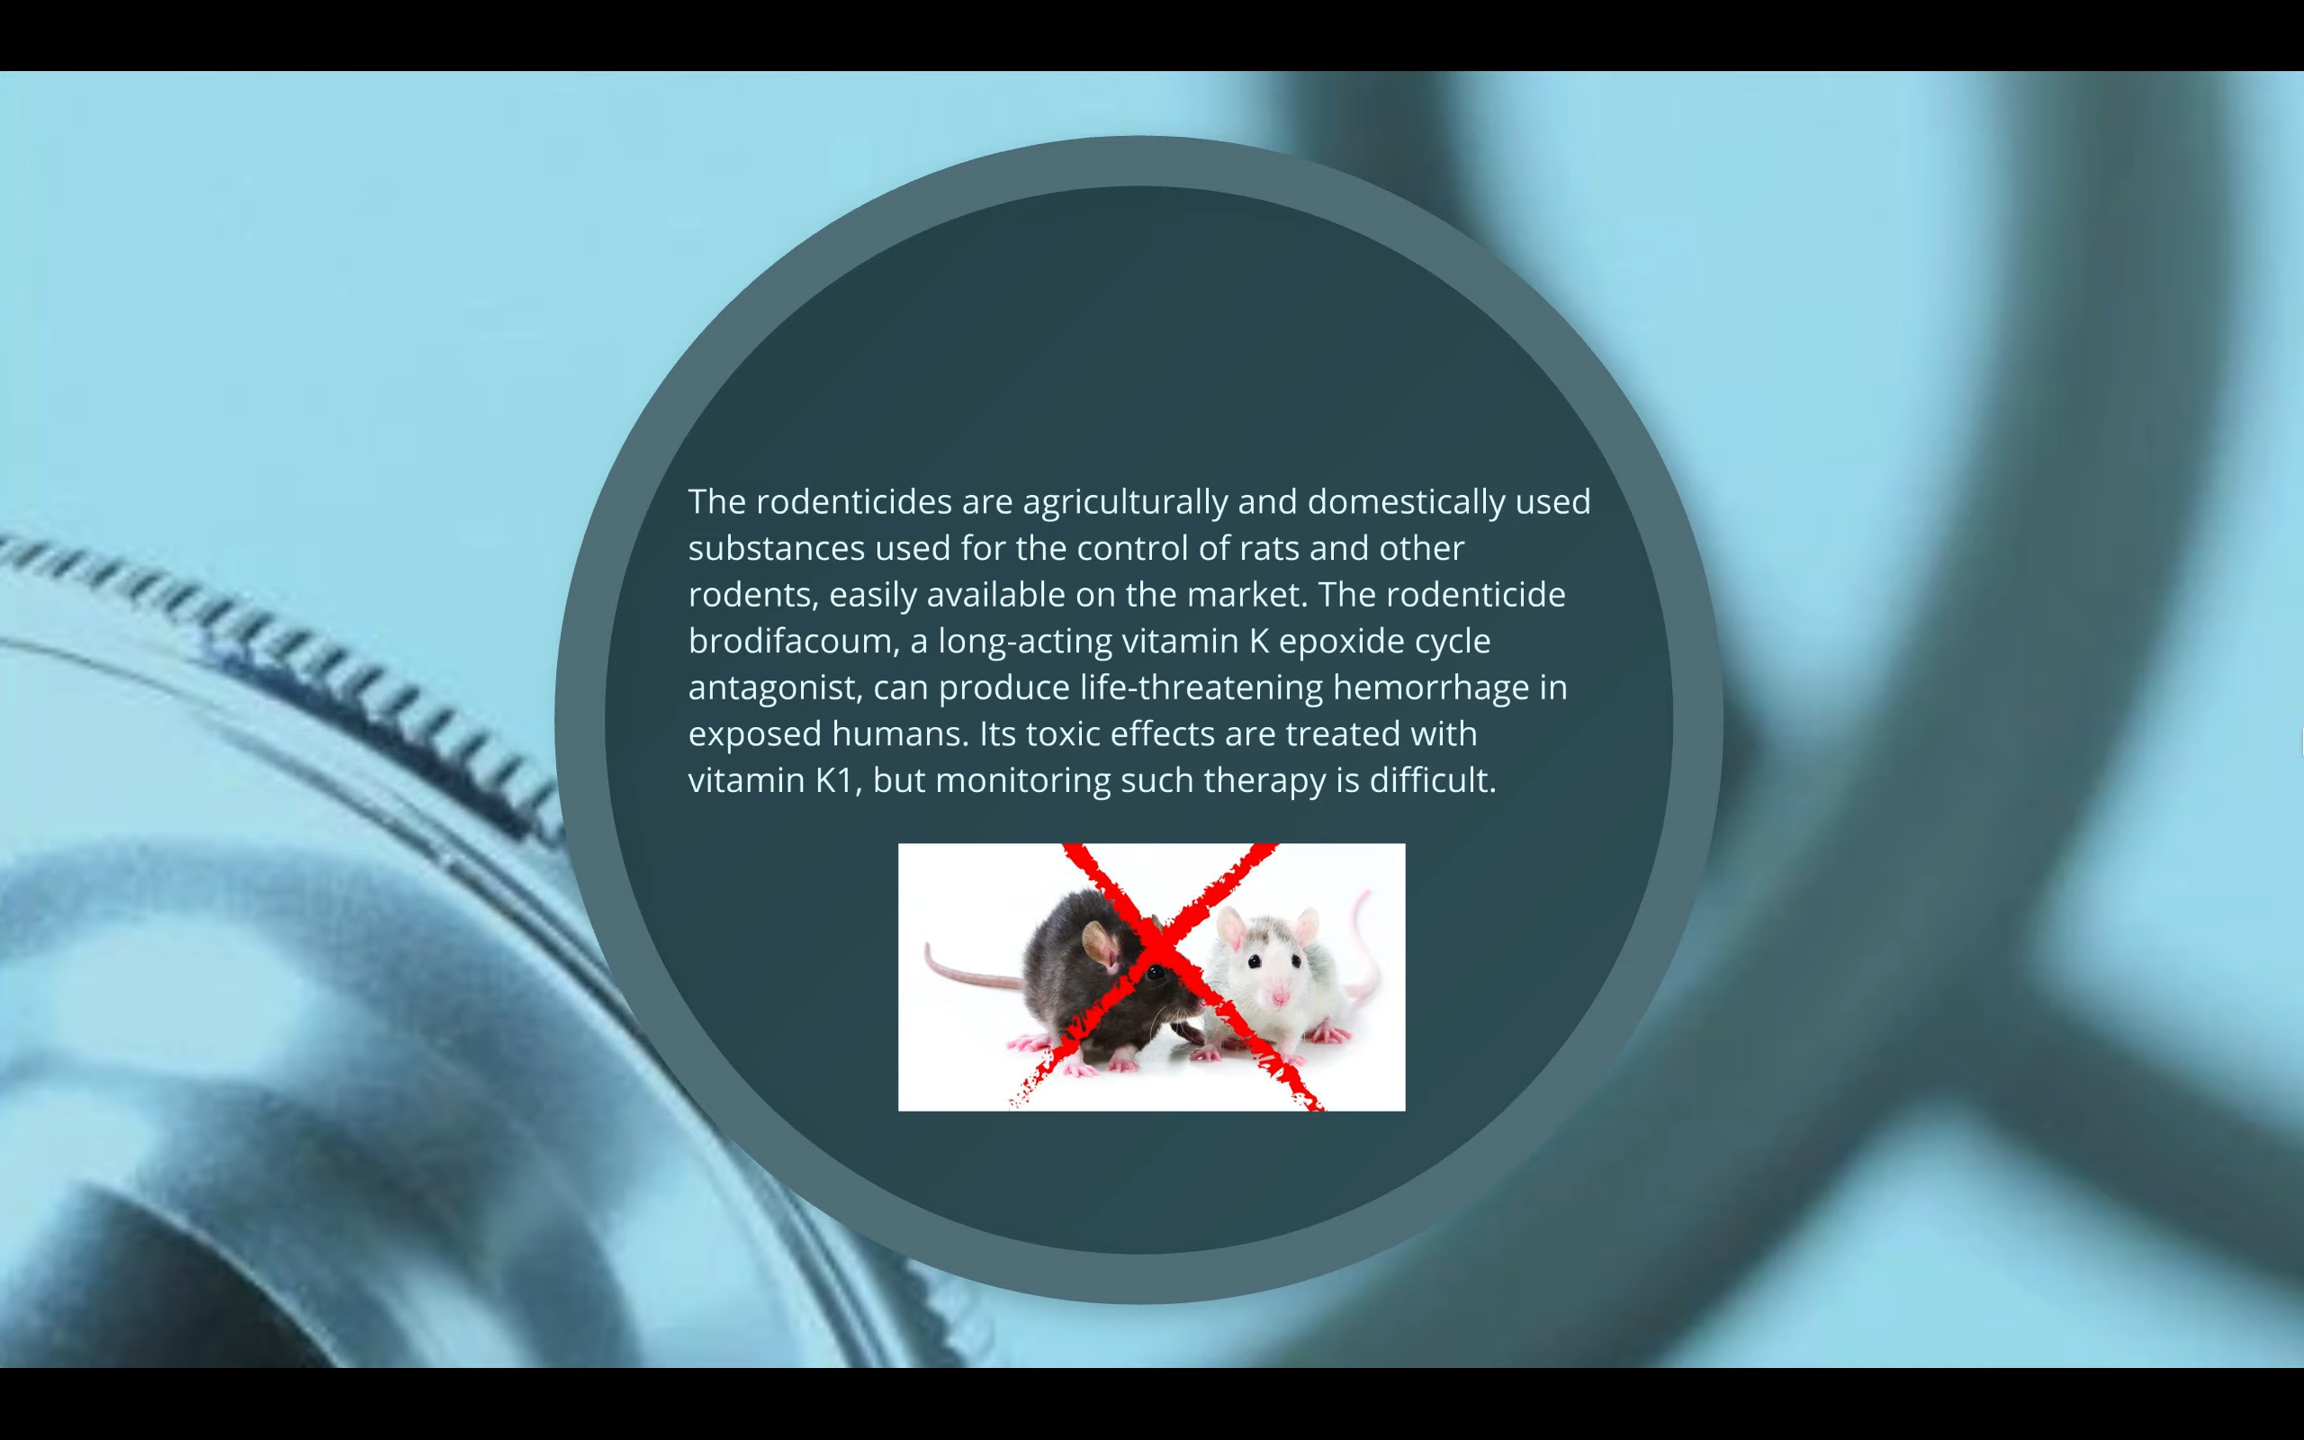 The rodenticides are agriculturally and domestically used
substances used for the control of rats and other
rodents, easily available on the market. The rodenticide
brodifacoum, a long-acting vitamin K epoxide cycle
antagonist, can produce life-threatening hemorrhage in
exposed humans. Its toxic effects are treated with
vitamin K1, but monitoring such therapy is difficult.